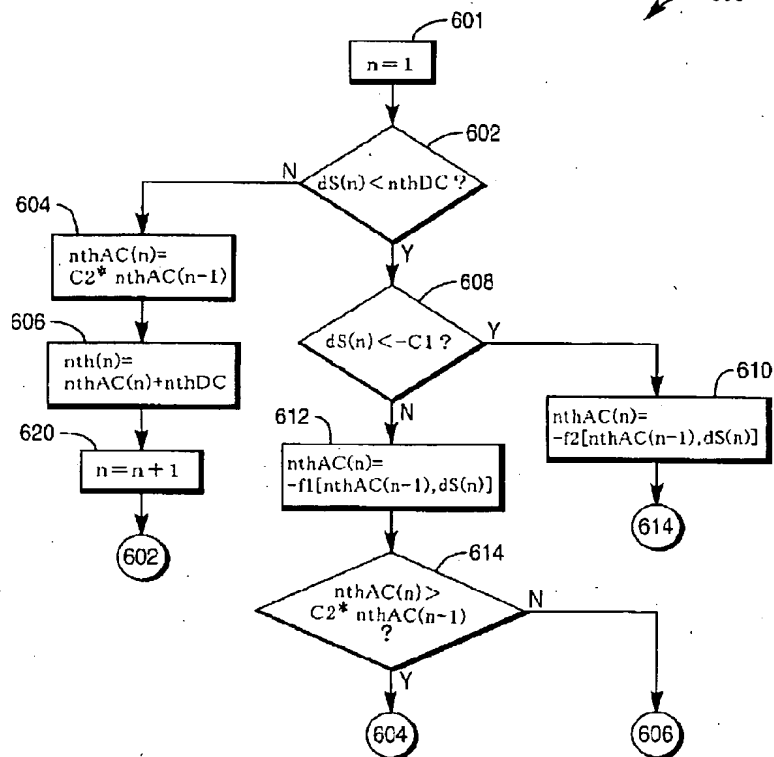 601
n=1
602
dS(n)<nthDC ?
N
Y
604
nthAC(n)=
C2* nthAC(n-1)
606
nth(n)=
nthAC(n)+nthDC
620
n=n+1
602
608
dS(n)<-C1 ?
Y
N
610
nthAC(n)=
-f2[nthAC(n-1),dS(n)]
614
612
nthAC(n)=
-f1[nthAC(n-1),dS(n)]
614
nthAC(n)>
C2* nthAC(n-1)
?
N
Y
604
606